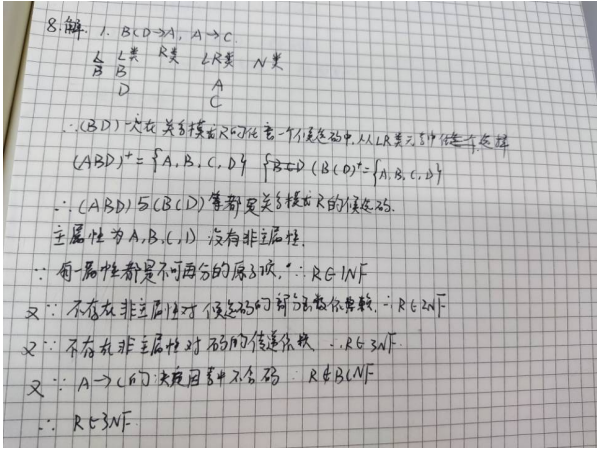 8.解. 1. BCD→A, A→C
L类 R类 LR类 N类
B B
D A
C
∴(BD)一定在关系模式R的任意一个候选码中,从LR类元素中选择
(ABD)⁺={A,B,C,D} (BCD)⁺={A,B,C,D}
∴(ABD)与(BCD)等都是关系模式R的候选码.
主属性为A,B,C,D 没有非主属性.
∵ 每一属性都是不可再分的原子项, ∴R∈1NF
又∵ 不存在非主属性对候选码的部分函数依赖, ∴R∈2NF
又∵ 不存在非主属性对码的传递依赖 ∴R∈3NF.
又∵ A→C的决定因素中不含码 ∴R∉BCNF
∴ R∈3NF.